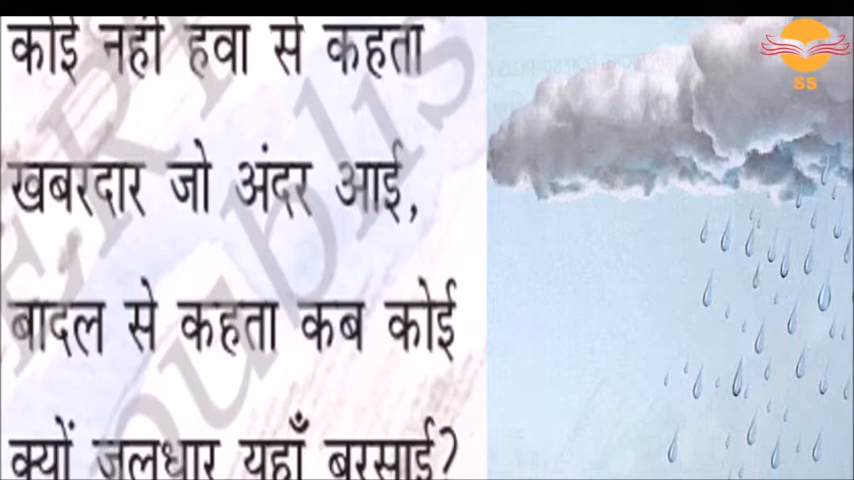 कोई नहीं हवा से कहता
खबरदार जो अंदर आई,
बादल से कहता कब कोई
क्यों जलधार यहाँ बरसाई?
SS